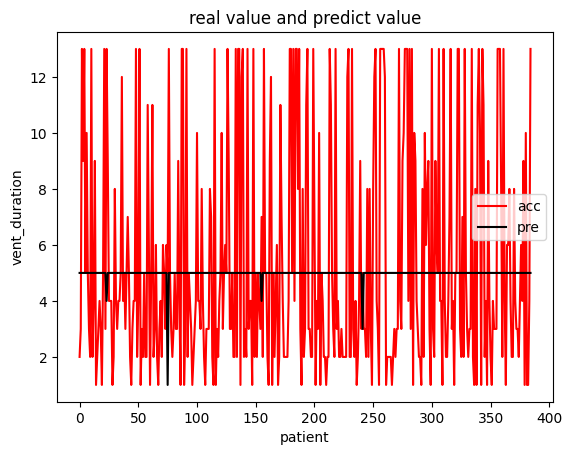 real value and predict value
12
10
8
6
4
2
vent_duration
acc
pre
0 50 100 150 200 250 300 350 400
patient